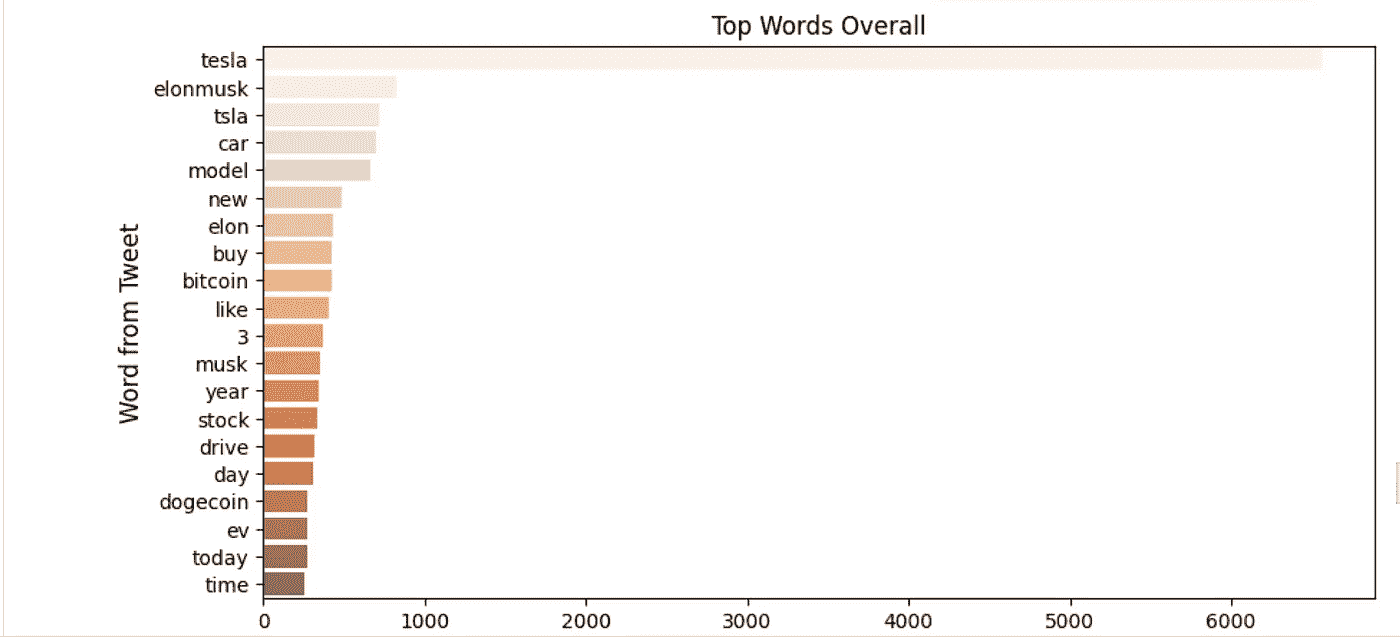 Top Words Overall
Word from Tweet
tesla
elonmusk
tsla
car
model
new
elon
buy
bitcoin
like
3
musk
year
stock
drive
day
dogecoin
ev
today
time
0 1000 2000 3000 4000 5000 6000